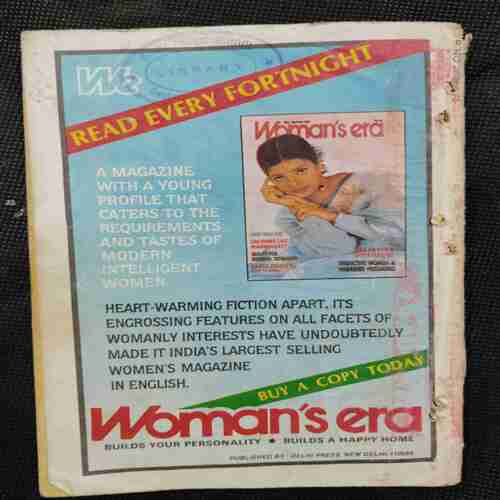 We
LIBRARY
READ EVERY FORTNIGHT
Woman's era
A MAGAZINE
WITH A YOUNG
PROFILE THAT
CATERS TO THE
REQUIREMENTS
AND TASTES OF
MODERN
INTELLIGENT
WOMEN
HEART-WARMING FICTION APART, ITS
ENGROSSING FEATURES ON ALL FACETS OF
WOMANLY INTERESTS HAVE UNDOUBTEDLY
MADE IT INDIA'S LARGEST SELLING
WOMEN'S MAGAZINE
IN ENGLISH.
BUY A COPY TODAY
Woman's era
BUILDS YOUR PERSONALITY ● BUILDS A HAPPY HOME
PUBLISHED BY: DELHI PRESS NEW DELHI